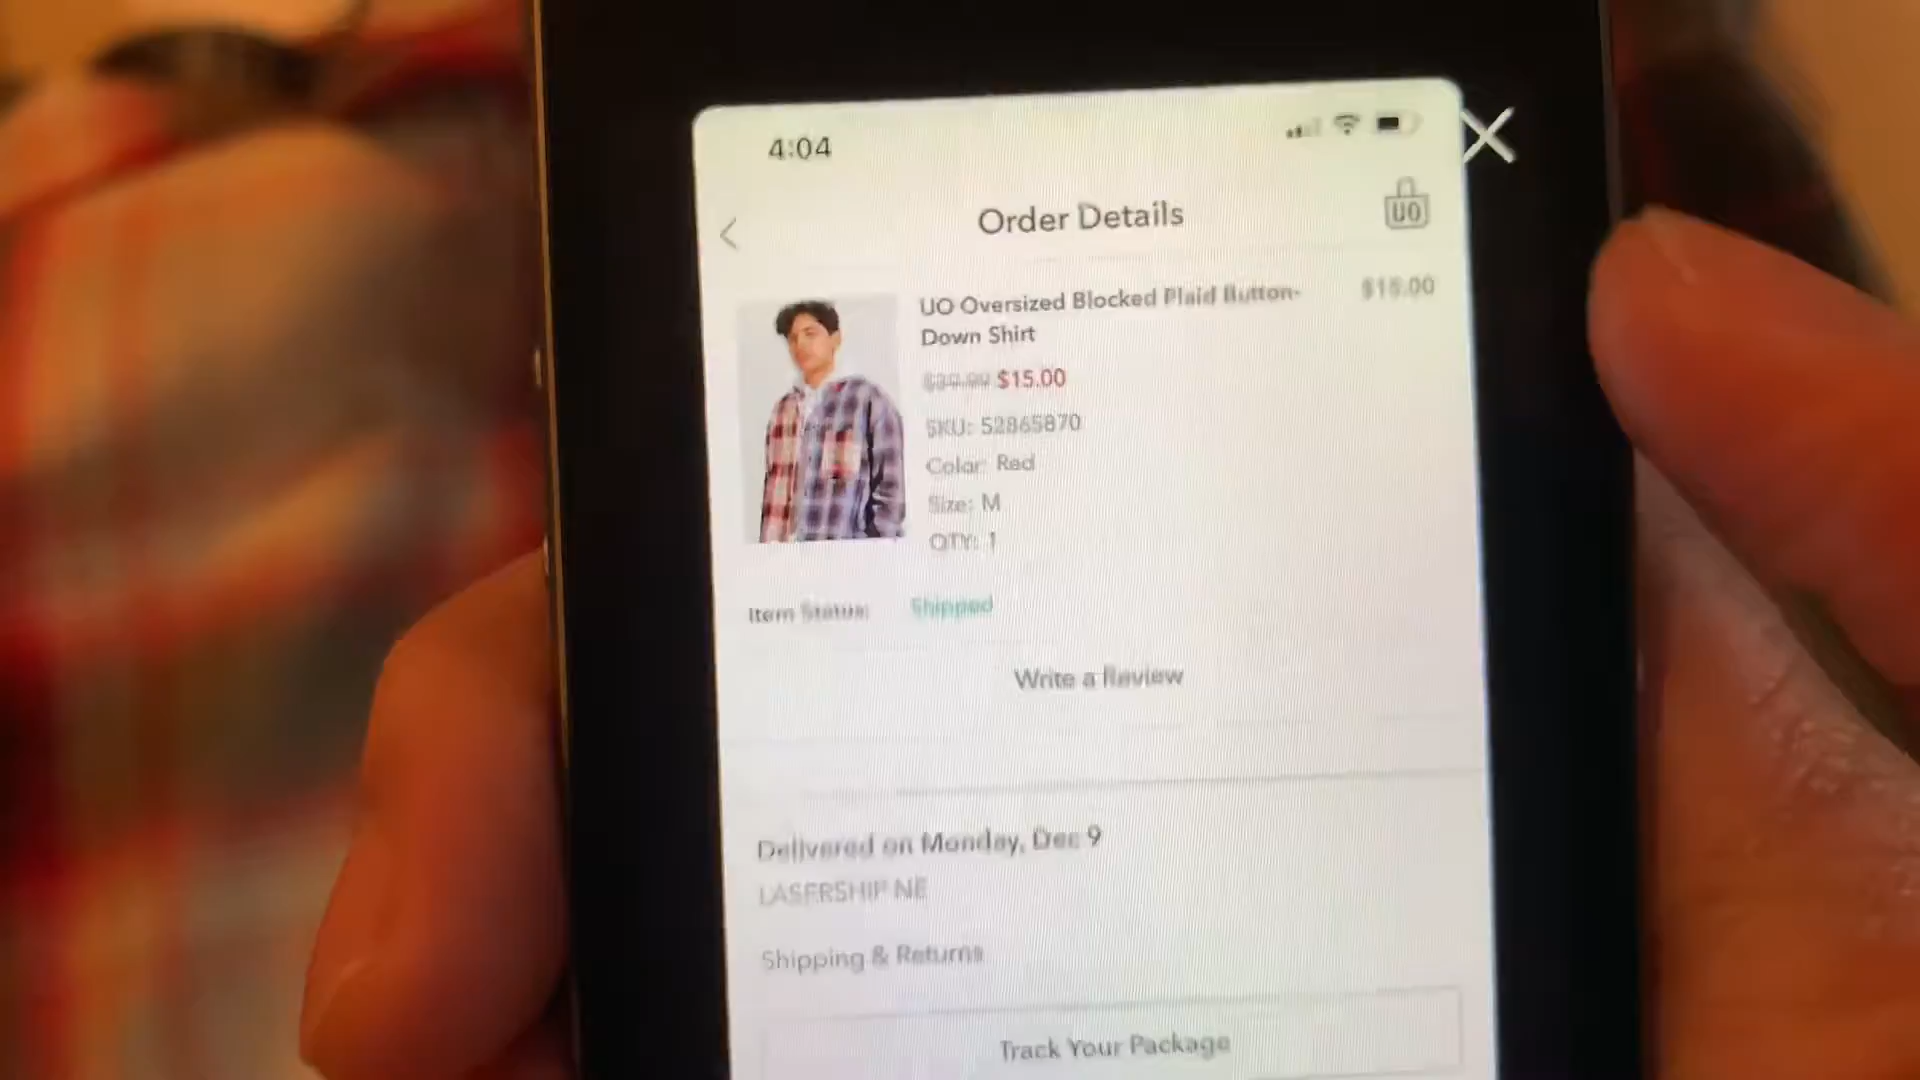 4:04
Order Details
UO
UO Oversized Blocked Plaid Button-
Down Shirt
$15.00
$15.00
SKU: 52865870
Color: Red
Size: M
QTY: 1
Item Status: Shipped
Write a Review
Delivered on Monday, Dec 9
LASERSHIP NE
Shipping & Returns
Track Your Package